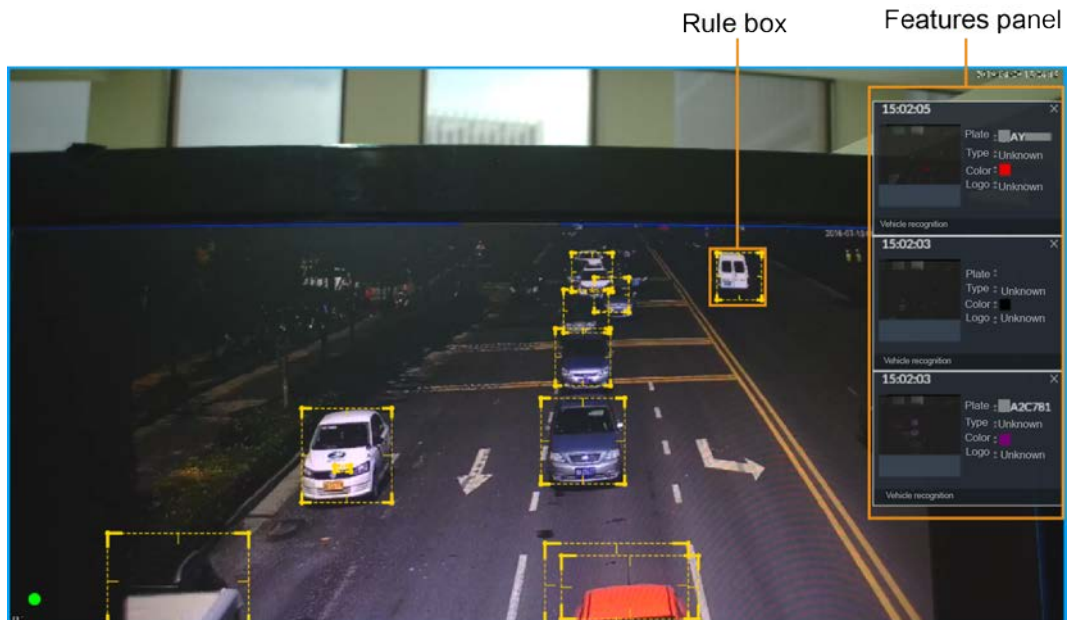 Rule box
Features panel
15:02:05
Plate : AY
Type : Unknown
Color :
Logo : Unknown
Vehicle recognition
15:02:03
Plate :
Type : Unknown
Color :
Logo : Unknown
Vehicle recognition
15:02:03
Plate : A2C781
Type : Unknown
Color :
Logo : Unknown
Vehicle recognition